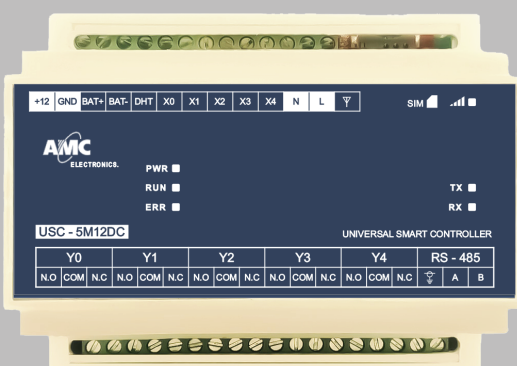 +12 GND BAT+ BAT- DHT X0 X1 X2 X3 X4 N L
SIM
AMC
ELECTRONICS.
PWR
RUN
TX
ERR
RX
USC - 5M12DC
UNIVERSAL SMART CONTROLLER
Y0 Y1 Y2 Y3 Y4 RS - 485
N.O COM N.C N.O COM N.C N.O COM N.C N.O COM N.C N.O COM N.C A B